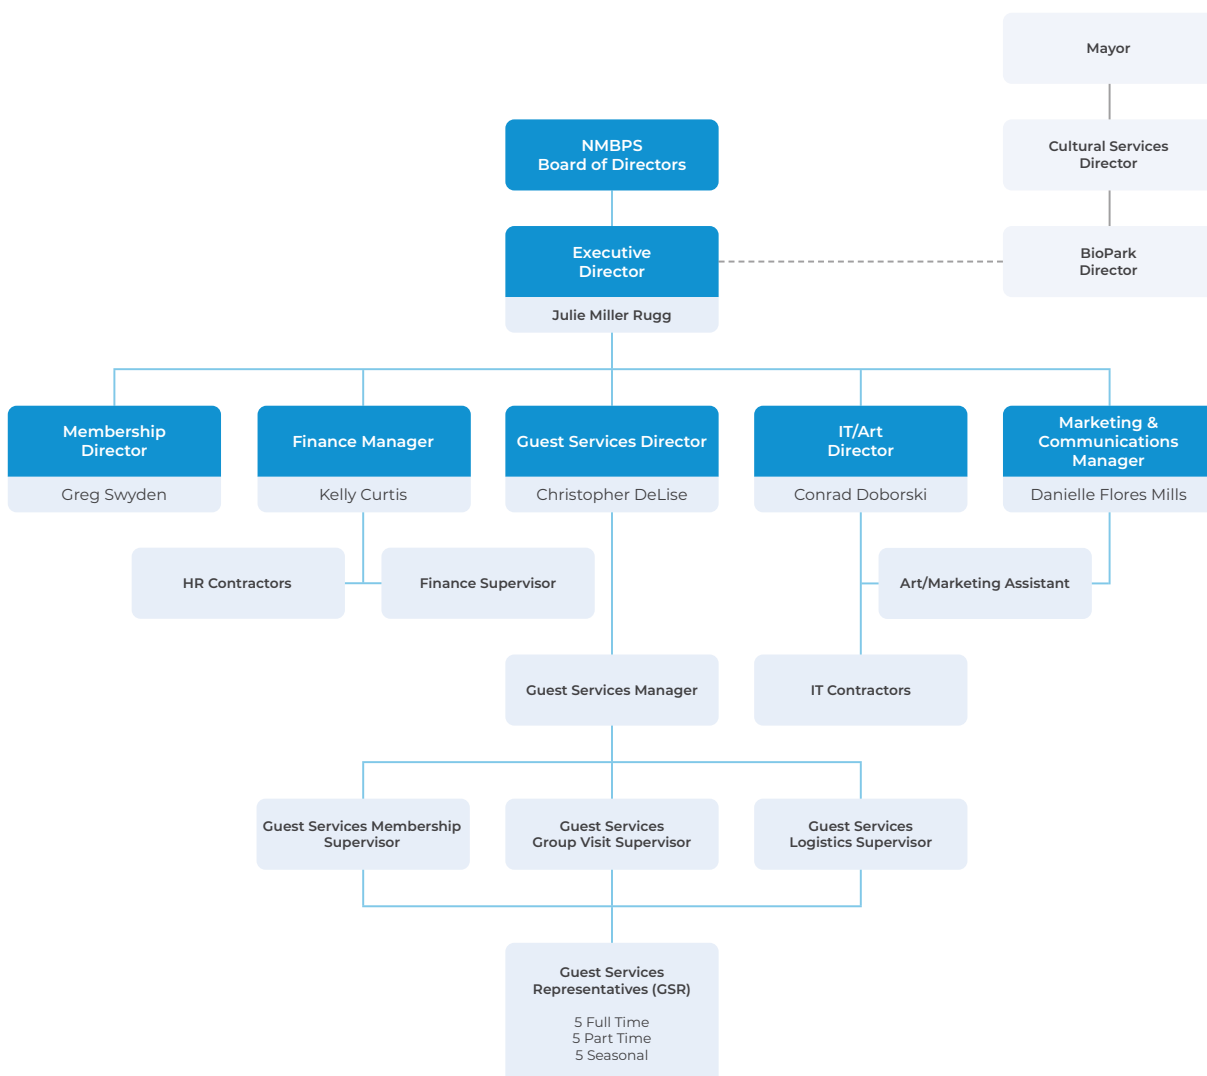 Mayor
NMBPS
Board of Directors
Cultural Services
Director
Executive
Director
Julie Miller Rugg
BioPark
Director
Membership
Director
Greg Swyden
Finance Manager
Kelly Curtis
Guest Services Director
Christopher DeLise
IT/Art
Director
Conrad Doborski
Marketing &
Communications
Manager
Danielle Flores Mills
HR Contractors
Finance Supervisor
Art/Marketing Assistant
Guest Services Manager
IT Contractors
Guest Services Membership
Supervisor
Guest Services
Group Visit Supervisor
Guest Services
Logistics Supervisor
Guest Services
Representatives (GSR)
5 Full Time
5 Part Time
5 Seasonal